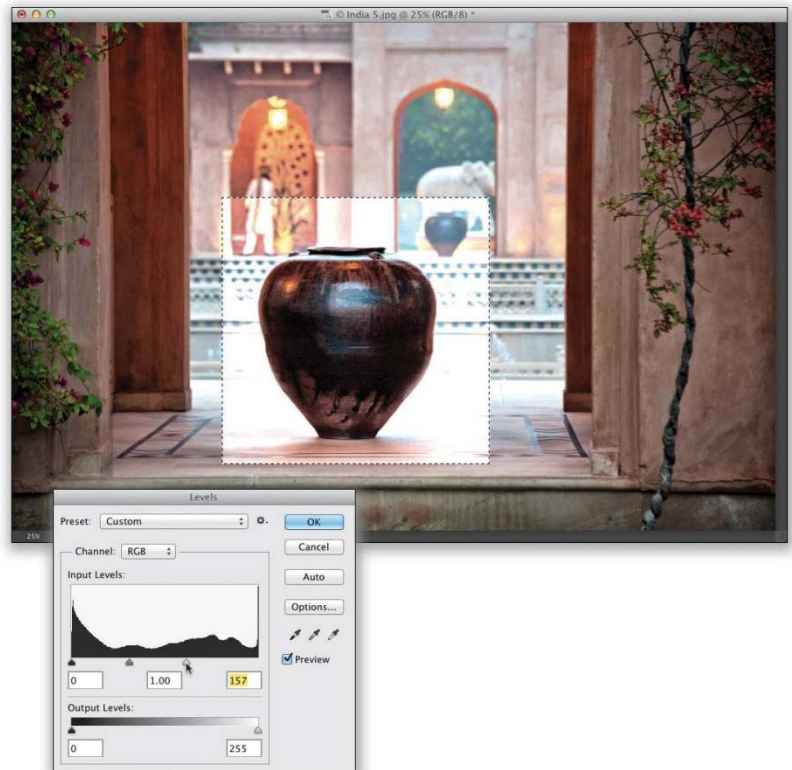 © India 5.jpg @ 25% (RGB/8) *
25%
Levels
Preset: Custom
OK
Channel: RGB
Cancel
Input Levels:
Auto
Options...
Preview
0 1.00 157
Output Levels:
0 255